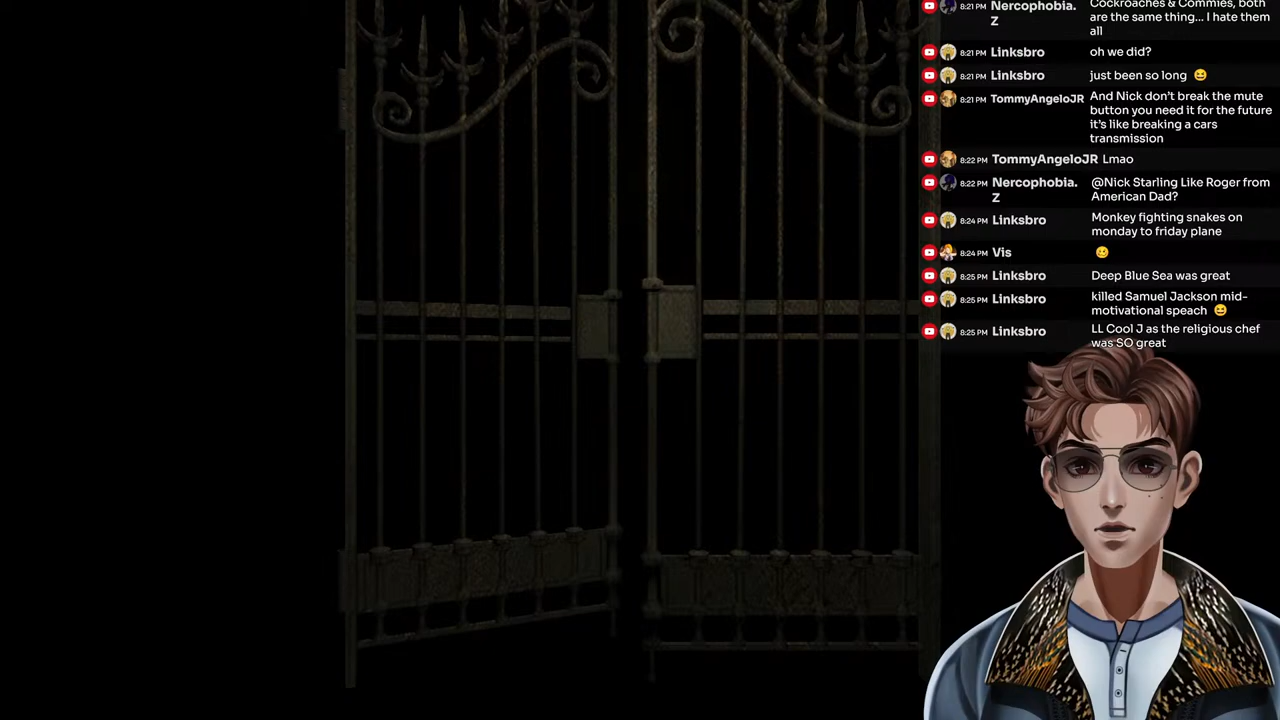 8:21 PM Nercophobia. Cockroaches & Commies, both
Z are the same thing... I hate them
all
8:21 PM Linksbro oh we did?
8:21 PM Linksbro just been so long 😆
8:21 PM TommyAngeloJR And Nick don't break the mute
button you need it for the future
it's like breaking a cars
transmission
8:22 PM TommyAngeloJR Lmao
8:22 PM Nercophobia. @Nick Starling Like Roger from
Z American Dad?
8:24 PM Linksbro Monkey fighting snakes on
monday to friday plane
8:24 PM Vis 🥴
8:25 PM Linksbro Deep Blue Sea was great
8:25 PM Linksbro killed Samuel Jackson mid-
motivational speach 😆
8:25 PM Linksbro LL Cool J as the religious chef
was SO great